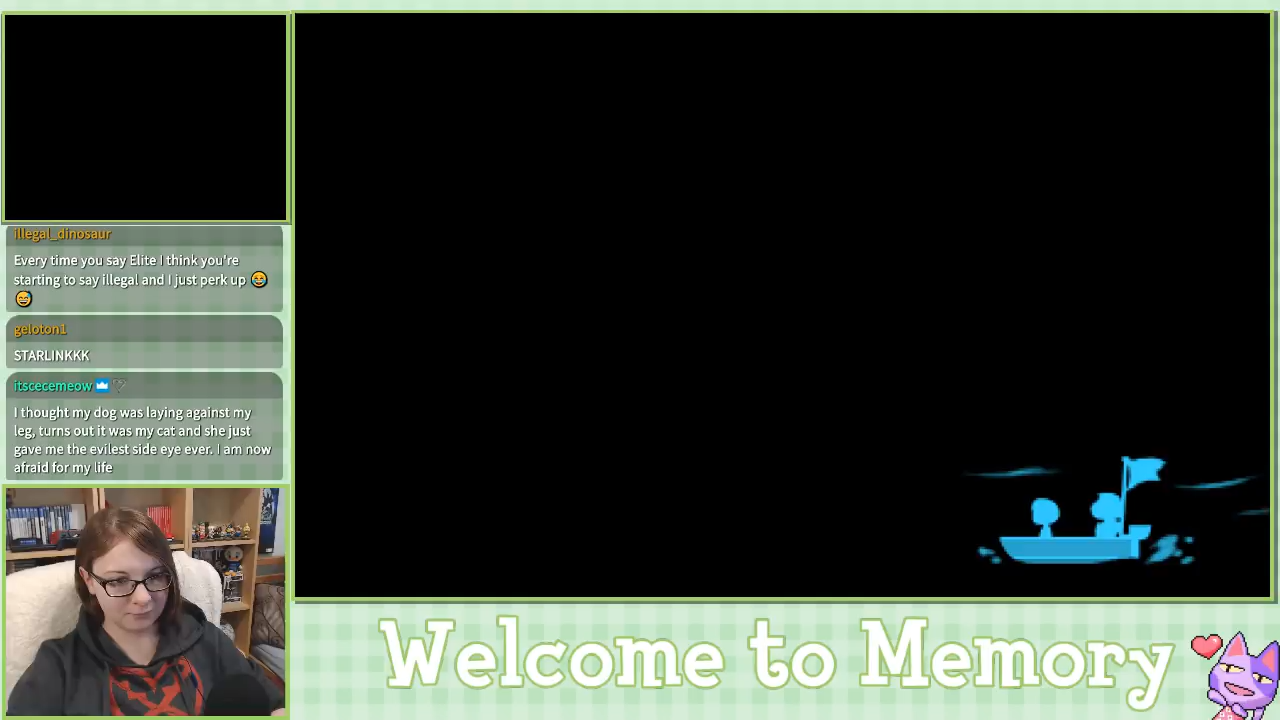 illegal_dinosaur
Every time you say Elite I think you're
starting to say illegal and I just perk up 😂
😅
geloton1
STARLINKKK
itscecemeow
I thought my dog was laying against my
leg, turns out it was my cat and she just
gave me the evilest side eye ever. I am now
afraid for my life
Welcome to Memory